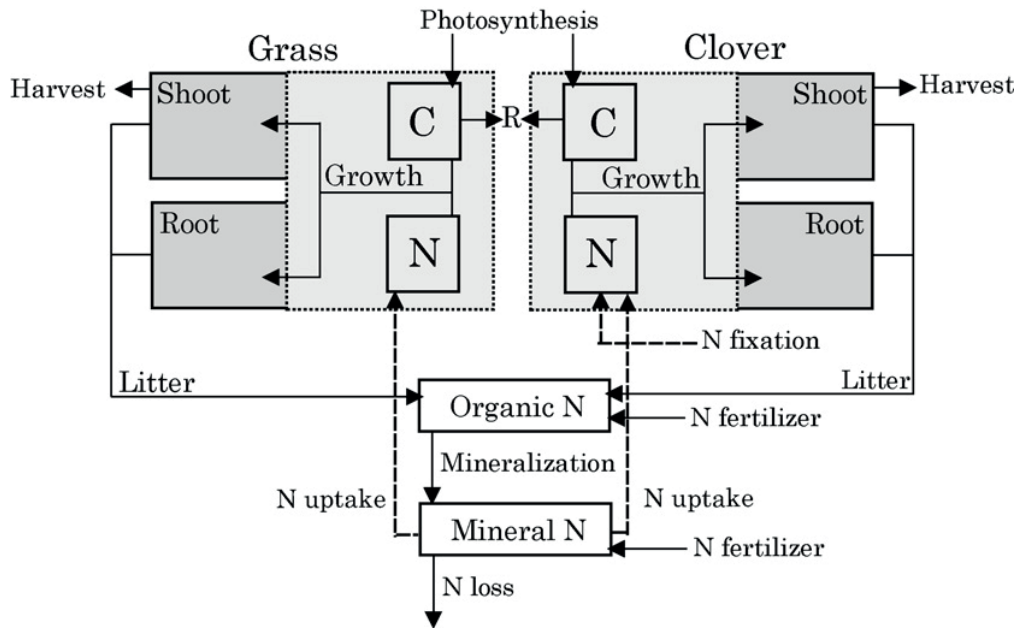 Photosynthesis
Grass
Clover
Harvest
Shoot
C
R
C
Shoot
Harvest
Growth
Growth
Root
N
N
Root
N fixation
Litter
Litter
Organic N
N fertilizer
Mineralization
N uptake
N uptake
Mineral N
N fertilizer
N loss